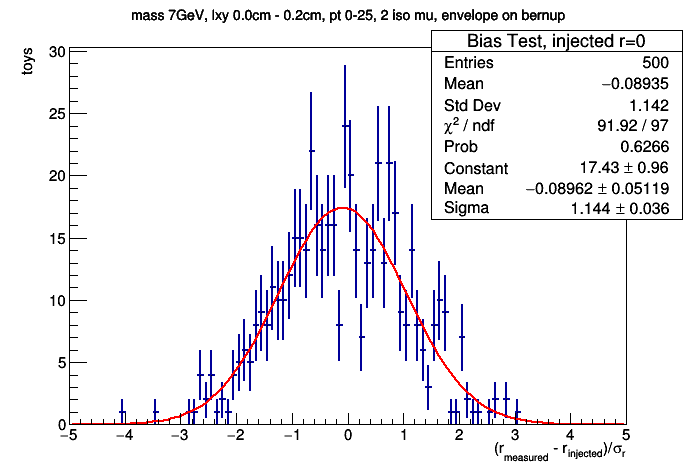 mass 7GeV, lxy 0.0cm - 0.2cm, pt 0-25, 2 iso mu, envelope on bernup
Bias Test, injected r=0
Entries 500
Mean −0.08935
Std Dev 1.142
χ² / ndf 91.92 / 97
Prob 0.6266
Constant 17.43 ± 0.96
Mean −0.08962 ± 0.05119
Sigma 1.144 ± 0.036
toys
30
25
20
15
10
5
0
−5 −4 −3 −2 −1 0 1 2 3 4 5
(r_measured - r_injected)/σ_r